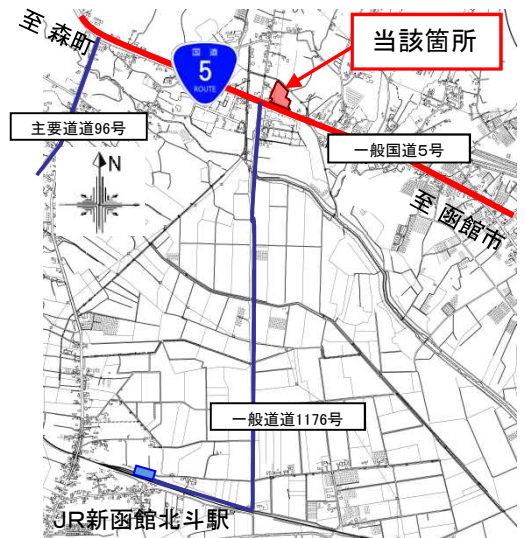 至 森町
国道
5
ROUTE
当該箇所
主要道道96号
一般国道5号
N
至 函館市
一般道道1176号
JR新函館北斗駅